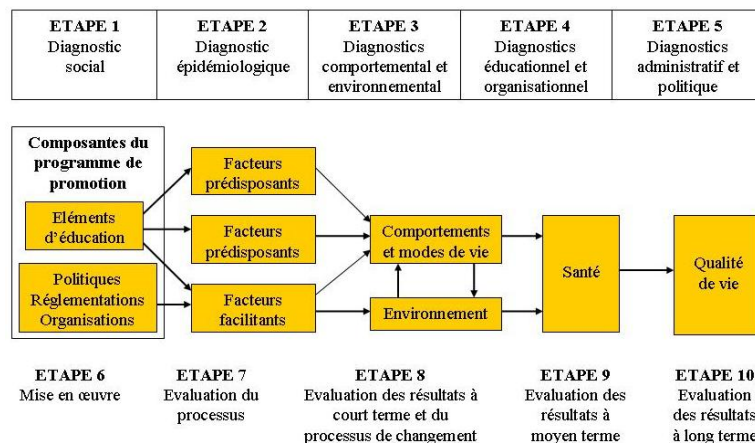 ETAPE 1
Diagnostic
social
ETAPE 2
Diagnostic
épidémiologique
ETAPE 3
Diagnostics
comportemental et
environnemental
ETAPE 4
Diagnostics
éducationnel et
organisationnel
ETAPE 5
Diagnostics
administratif et
politique
Composantes du
programme de
promotion
Eléments
d’éducation
Politiques
Réglementations
Organisations
Facteurs
prédisposants
Facteurs
prédisposants
Facteurs
facilitants
Comportements
et modes de vie
Environnement
Santé
Qualité
de vie
ETAPE 6
Mise en œuvre
ETAPE 7
Evaluation du
processus
ETAPE 8
Evaluation des résultats à
court terme et du
processus de changement
ETAPE 9
Evaluation des
résultats à
moyen terme
ETAPE 10
Evaluation
des résultats
à long terme